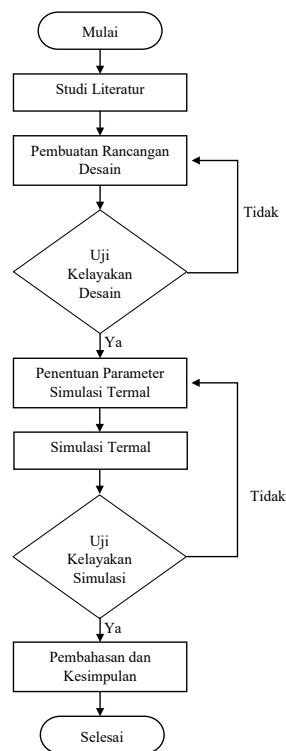 Mulai
Studi Literatur
Pembuatan Rancangan
Desain
Tidak
Uji
Kelayakan
Desain
Ya
Penentuan Parameter
Simulasi Termal
Simulasi Termal
Tidak
Uji
Kelayakan
Simulasi
Ya
Pembahasan dan
Kesimpulan
Selesai